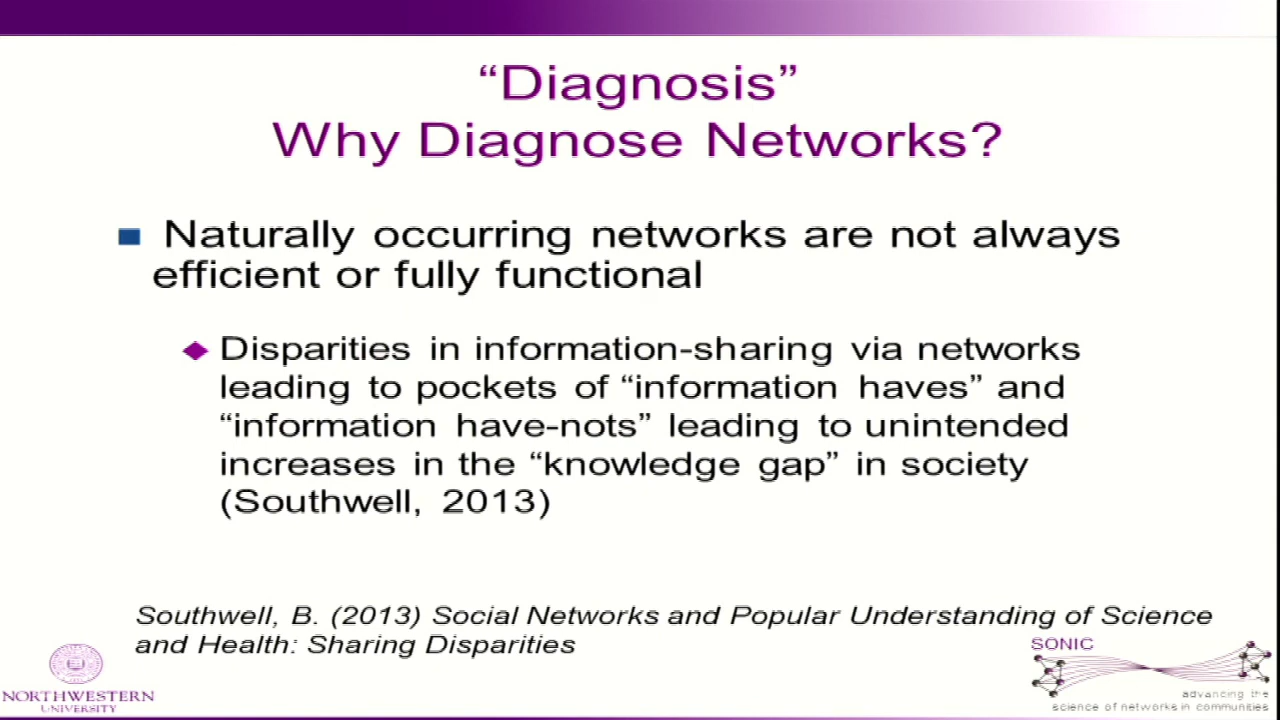 “Diagnosis”
Why Diagnose Networks?
Naturally occurring networks are not always
efficient or fully functional
Disparities in information-sharing via networks
leading to pockets of “information haves” and
“information have-nots” leading to unintended
increases in the “knowledge gap” in society
(Southwell, 2013)
Southwell, B. (2013) Social Networks and Popular Understanding of Science
and Health: Sharing Disparities
SONIC
advancing the
science of networks in communities
NORTHWESTERN
UNIVERSITY